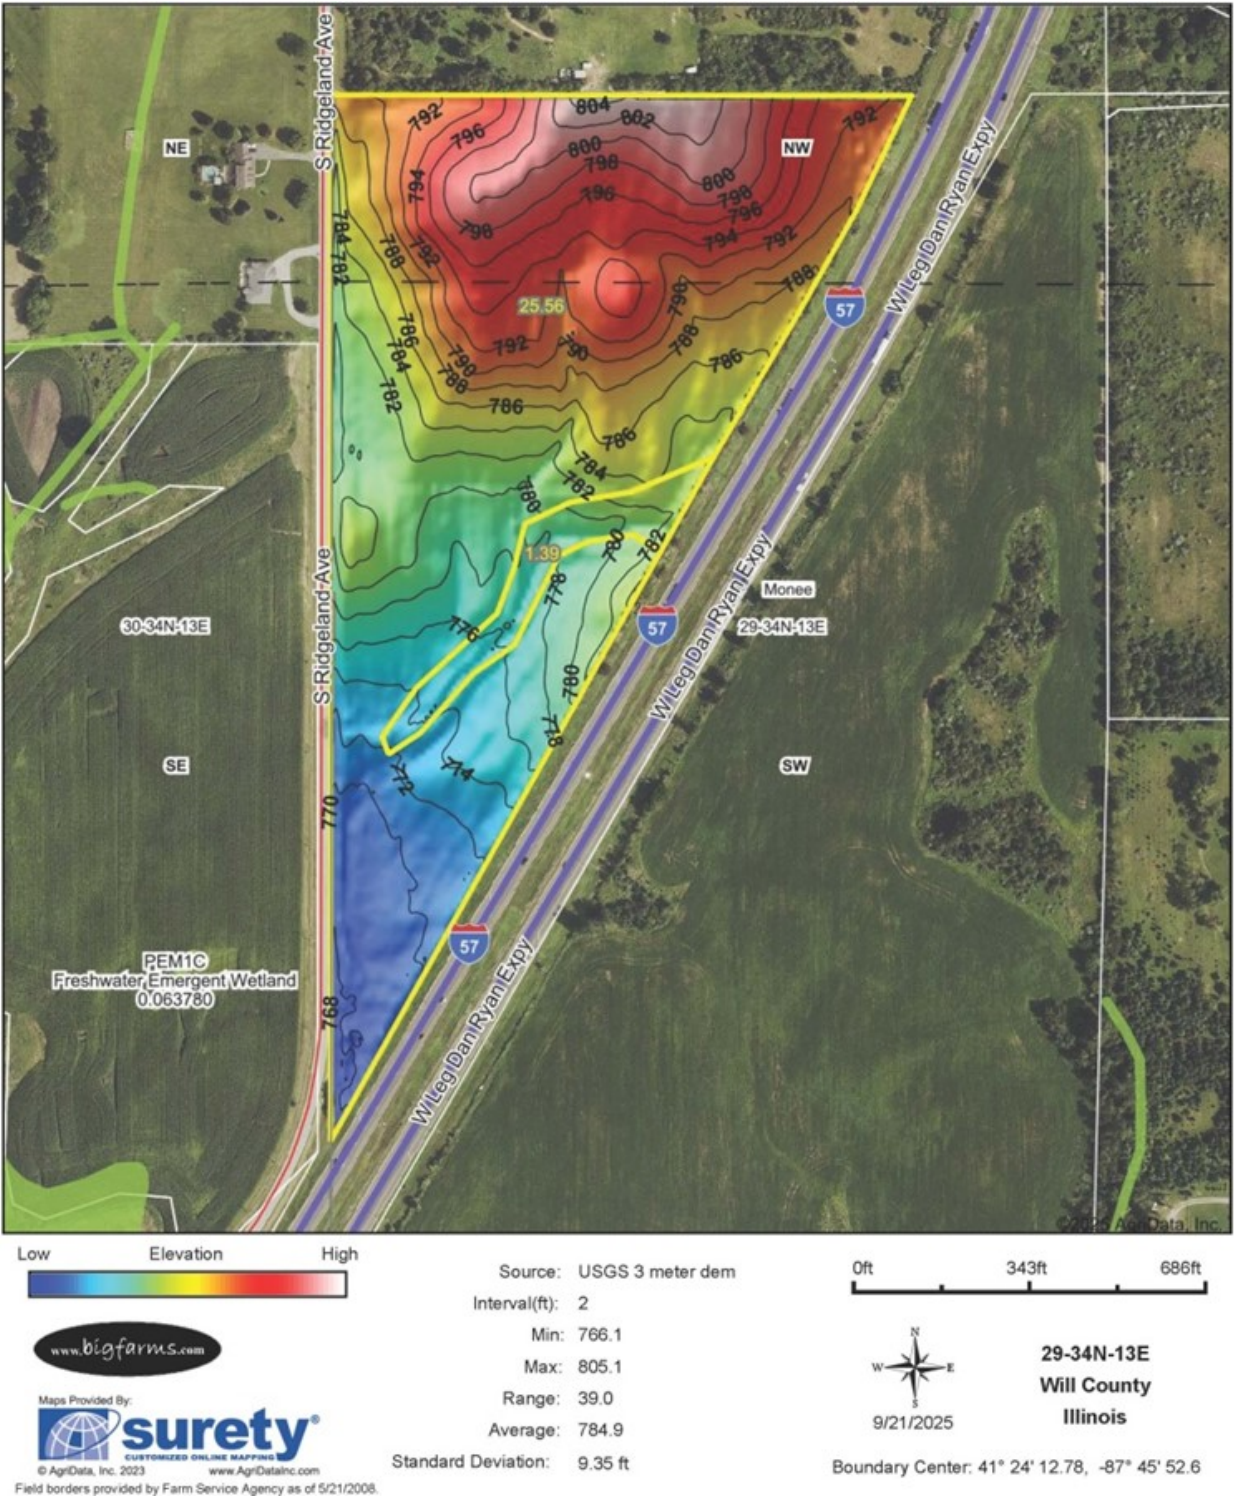 S Ridgeland Ave
792
796
804
802
792
NE
NW
800
798
796
794
800
798
796
798
794
792
784
782
788
792
788
25.56
790
57
W Leg Dan Ryan Expy
786
784
792
790
790
788
788
786
782
786
786
784
782
780
1.39
780
782
778
S Ridgeland Ave
776
30-34N-13E
57
Monee
29-34N-13E
W Leg Dan Ryan Expy
780
778
SE
SW
772
774
770
57
PEM1C
Freshwater Emergent Wetland
0.063780
768
W Leg Dan Ryan Expy
©2025 AgriData, Inc.
Low Elevation High
www.bigfarms.com
Maps Provided By:
surety®
CUSTOMIZED ONLINE MAPPING
© AgriData, Inc. 2023 www.AgriDataInc.com
Field borders provided by Farm Service Agency as of 5/21/2008.
Source: USGS 3 meter dem
Interval(ft): 2
Min: 766.1
Max: 805.1
Range: 39.0
Average: 784.9
Standard Deviation: 9.35 ft
0ft 343ft 686ft
N
W E
S
9/21/2025
29-34N-13E
Will County
Illinois
Boundary Center: 41° 24' 12.78, -87° 45' 52.6